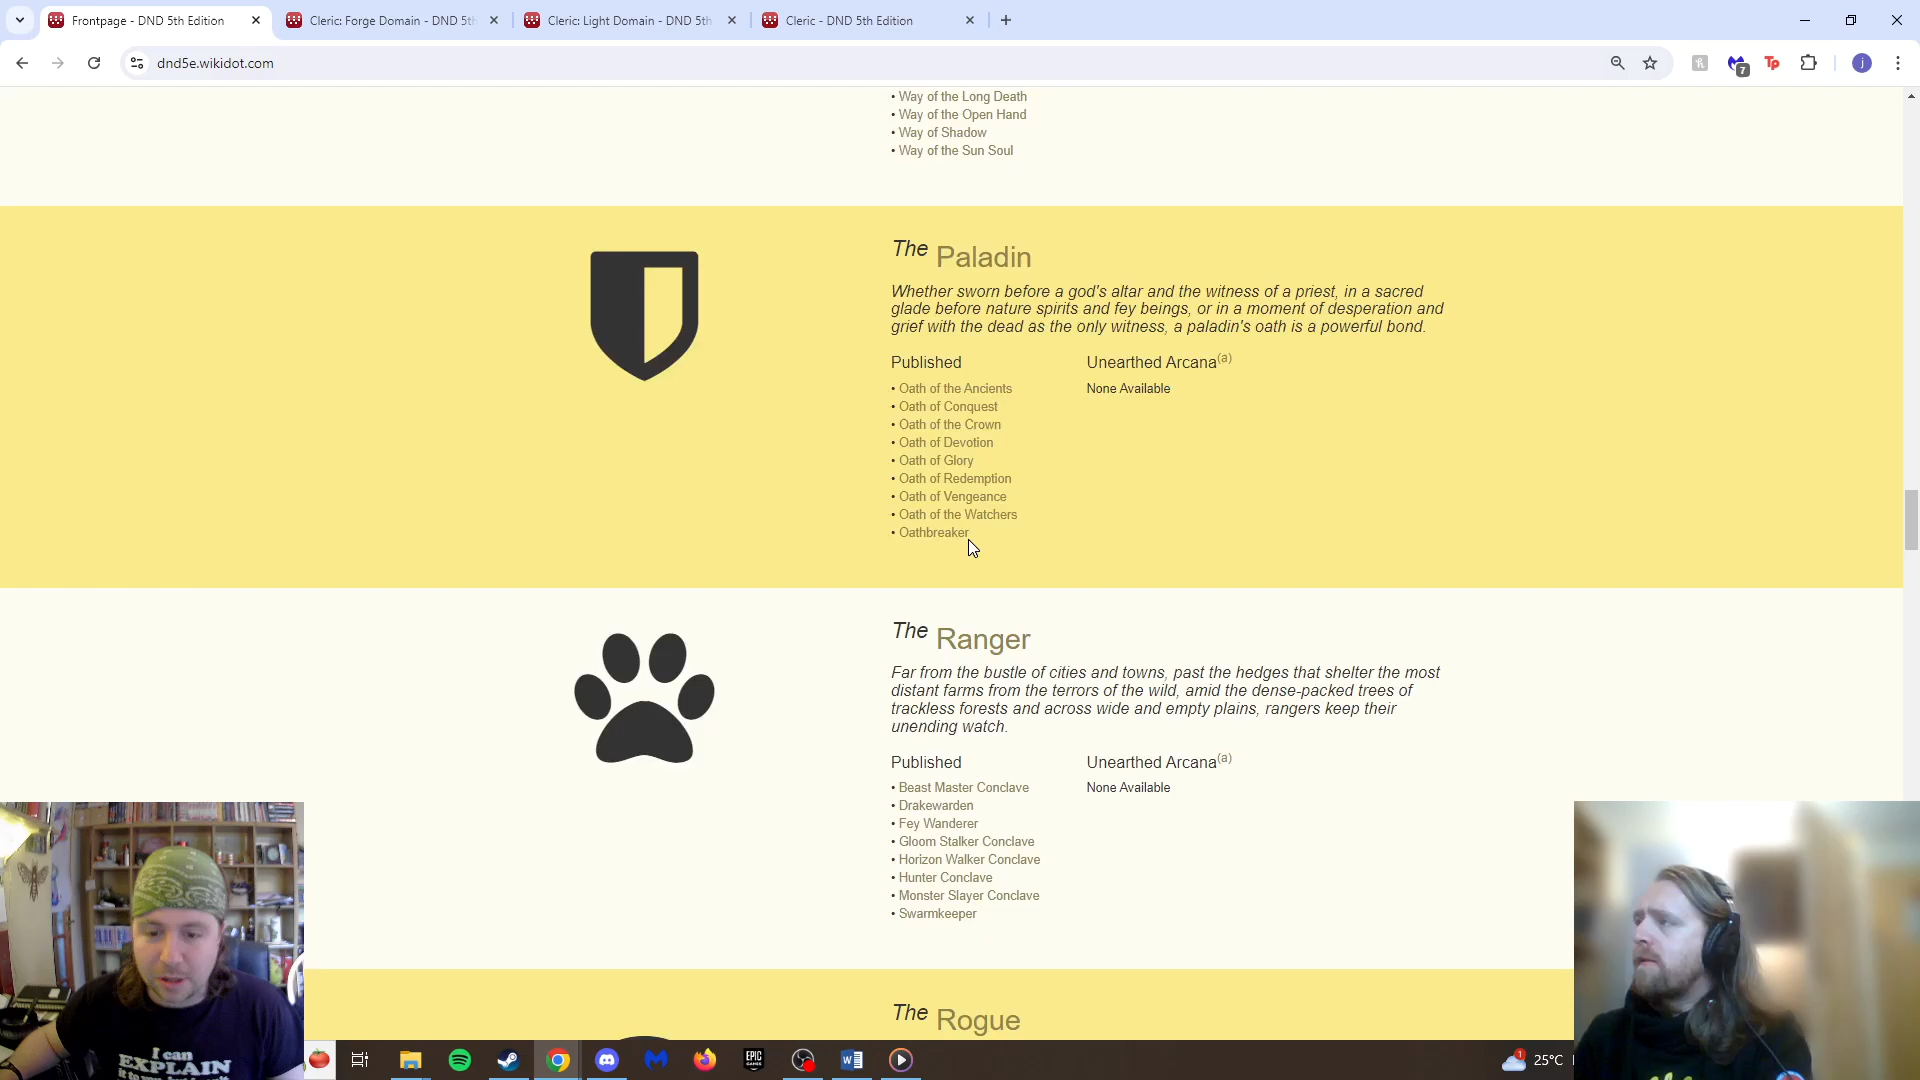 Frontpage - DND 5th Edition
Cleric: Forge Domain - DND 5th
Cleric: Light Domain - DND 5th
Cleric - DND 5th Edition
dnd5e.wikidot.com
7
Tp
j
• Way of the Long Death
• Way of the Open Hand
• Way of Shadow
• Way of the Sun Soul
The Paladin
Whether sworn before a god's altar and the witness of a priest, in a sacred
glade before nature spirits and fey beings, or in a moment of desperation and
grief with the dead as the only witness, a paladin's oath is a powerful bond.
Published
• Oath of the Ancients
• Oath of Conquest
• Oath of the Crown
• Oath of Devotion
• Oath of Glory
• Oath of Redemption
• Oath of Vengeance
• Oath of the Watchers
• Oathbreaker
Unearthed Arcana(a)
None Available
The Ranger
Far from the bustle of cities and towns, past the hedges that shelter the most
distant farms from the terrors of the wild, amid the dense-packed trees of
trackless forests and across wide and empty plains, rangers keep their
unending watch.
Published
• Beast Master Conclave
• Drakewarden
• Fey Wanderer
• Gloom Stalker Conclave
• Horizon Walker Conclave
• Hunter Conclave
• Monster Slayer Conclave
• Swarmkeeper
Unearthed Arcana(a)
None Available
The Rogue
I can
EXPLAIN
EPIC
GAMES
1
25°C